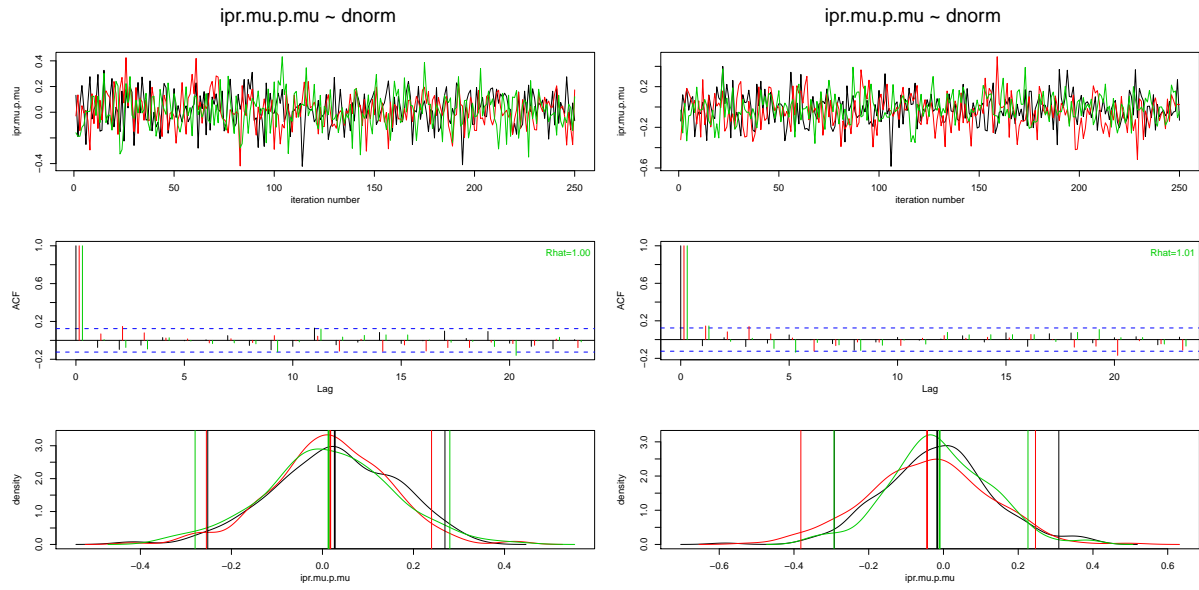 ipr.mu.p.mu ~ dnorm
ipr.mu.p.mu
0.4
0.2
0.0
−0.4
0 50 100 150 200 250
iteration number
ACF
1.0
0.6
0.2
−0.2
Rhat=1.00
0 5 10 15 20
Lag
density
3.0
2.0
1.0
0.0
−0.4 −0.2 0.0 0.2 0.4
ipr.mu.p.mu
ipr.mu.p.mu ~ dnorm
ipr.mu.p.mu
0.2
−0.2
−0.6
0 50 100 150 200 250
iteration number
ACF
1.0
0.6
0.2
−0.2
Rhat=1.01
0 5 10 15 20
Lag
density
3.0
2.0
1.0
0.0
−0.6 −0.4 −0.2 0.0 0.2 0.4 0.6
ipr.mu.p.mu